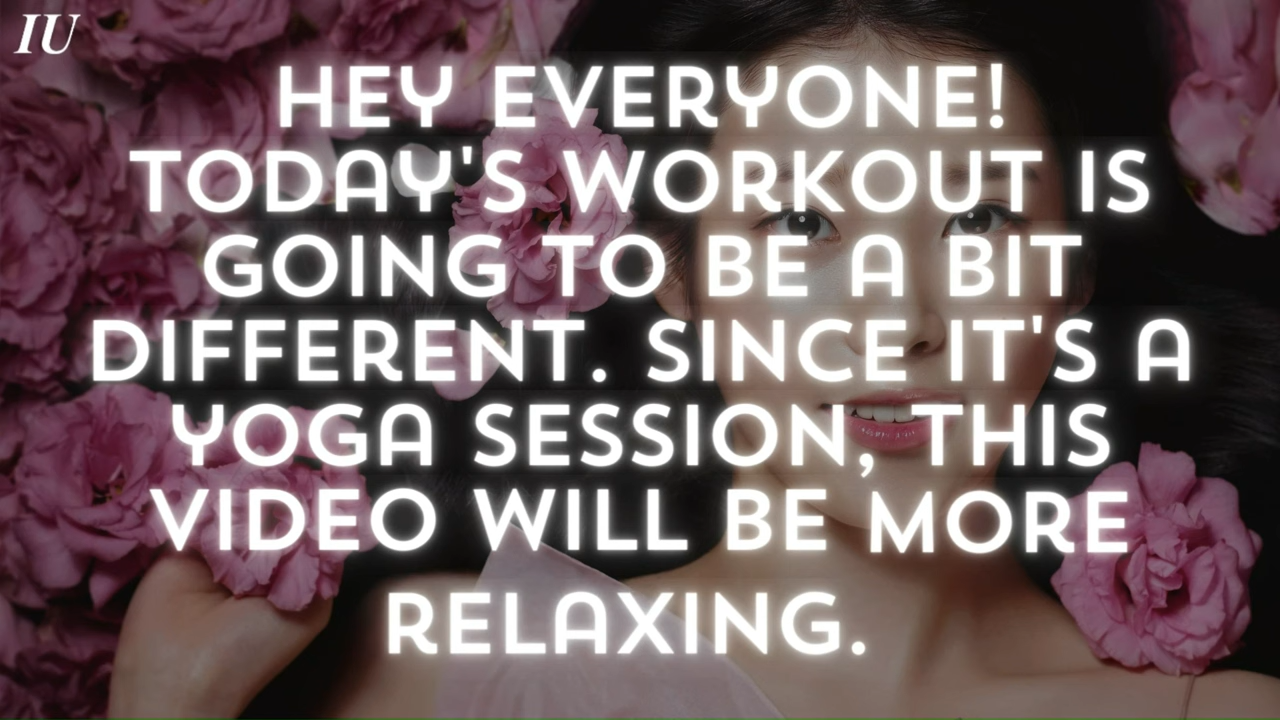 IU
HEY EVERYONE!
TODAY'S WORKOUT IS
GOING TO BE A BIT
DIFFERENT. SINCE IT'S A
YOGA SESSION, THIS
VIDEO WILL BE MORE
RELAXING.